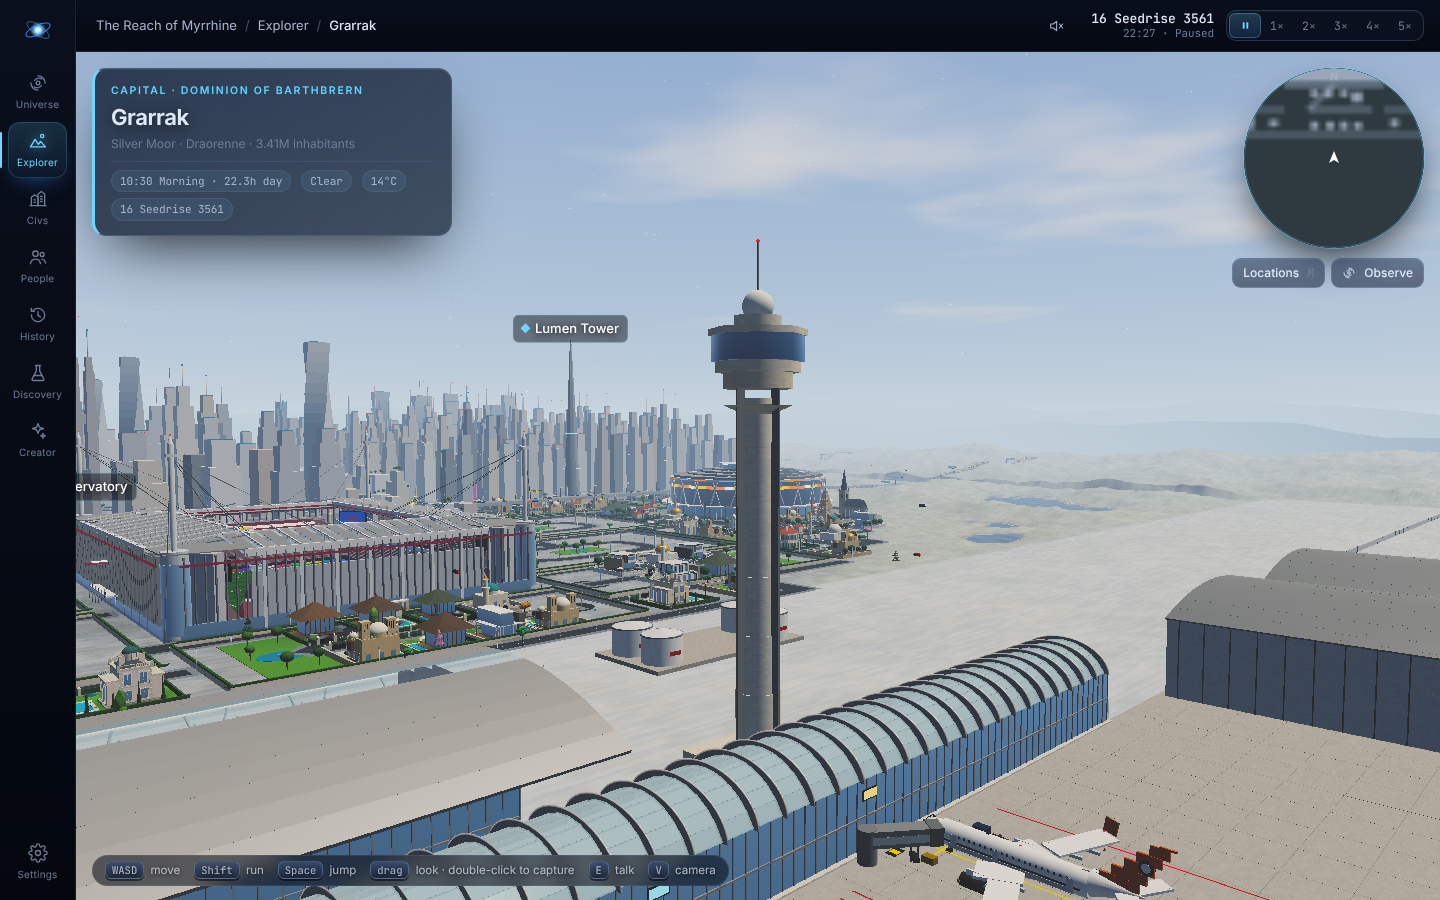 The Reach of Myrrhine / Explorer / Grarrak
16 Seedrise 3561
22:27 · Paused
1× 2× 3× 4× 5×
Universe
Explorer
Civs
People
History
Discovery
Creator
Settings
CAPITAL · DOMINION OF BARTHBRERN
Grarrak
Silver Moor · Draorenne · 3.41M inhabitants
10:30 Morning · 22.3h day
Clear
14°C
16 Seedrise 3561
N
Locations M
Observe
Lumen Tower
ervatory
WASD move Shift run Space jump drag look · double-click to capture E talk V camera